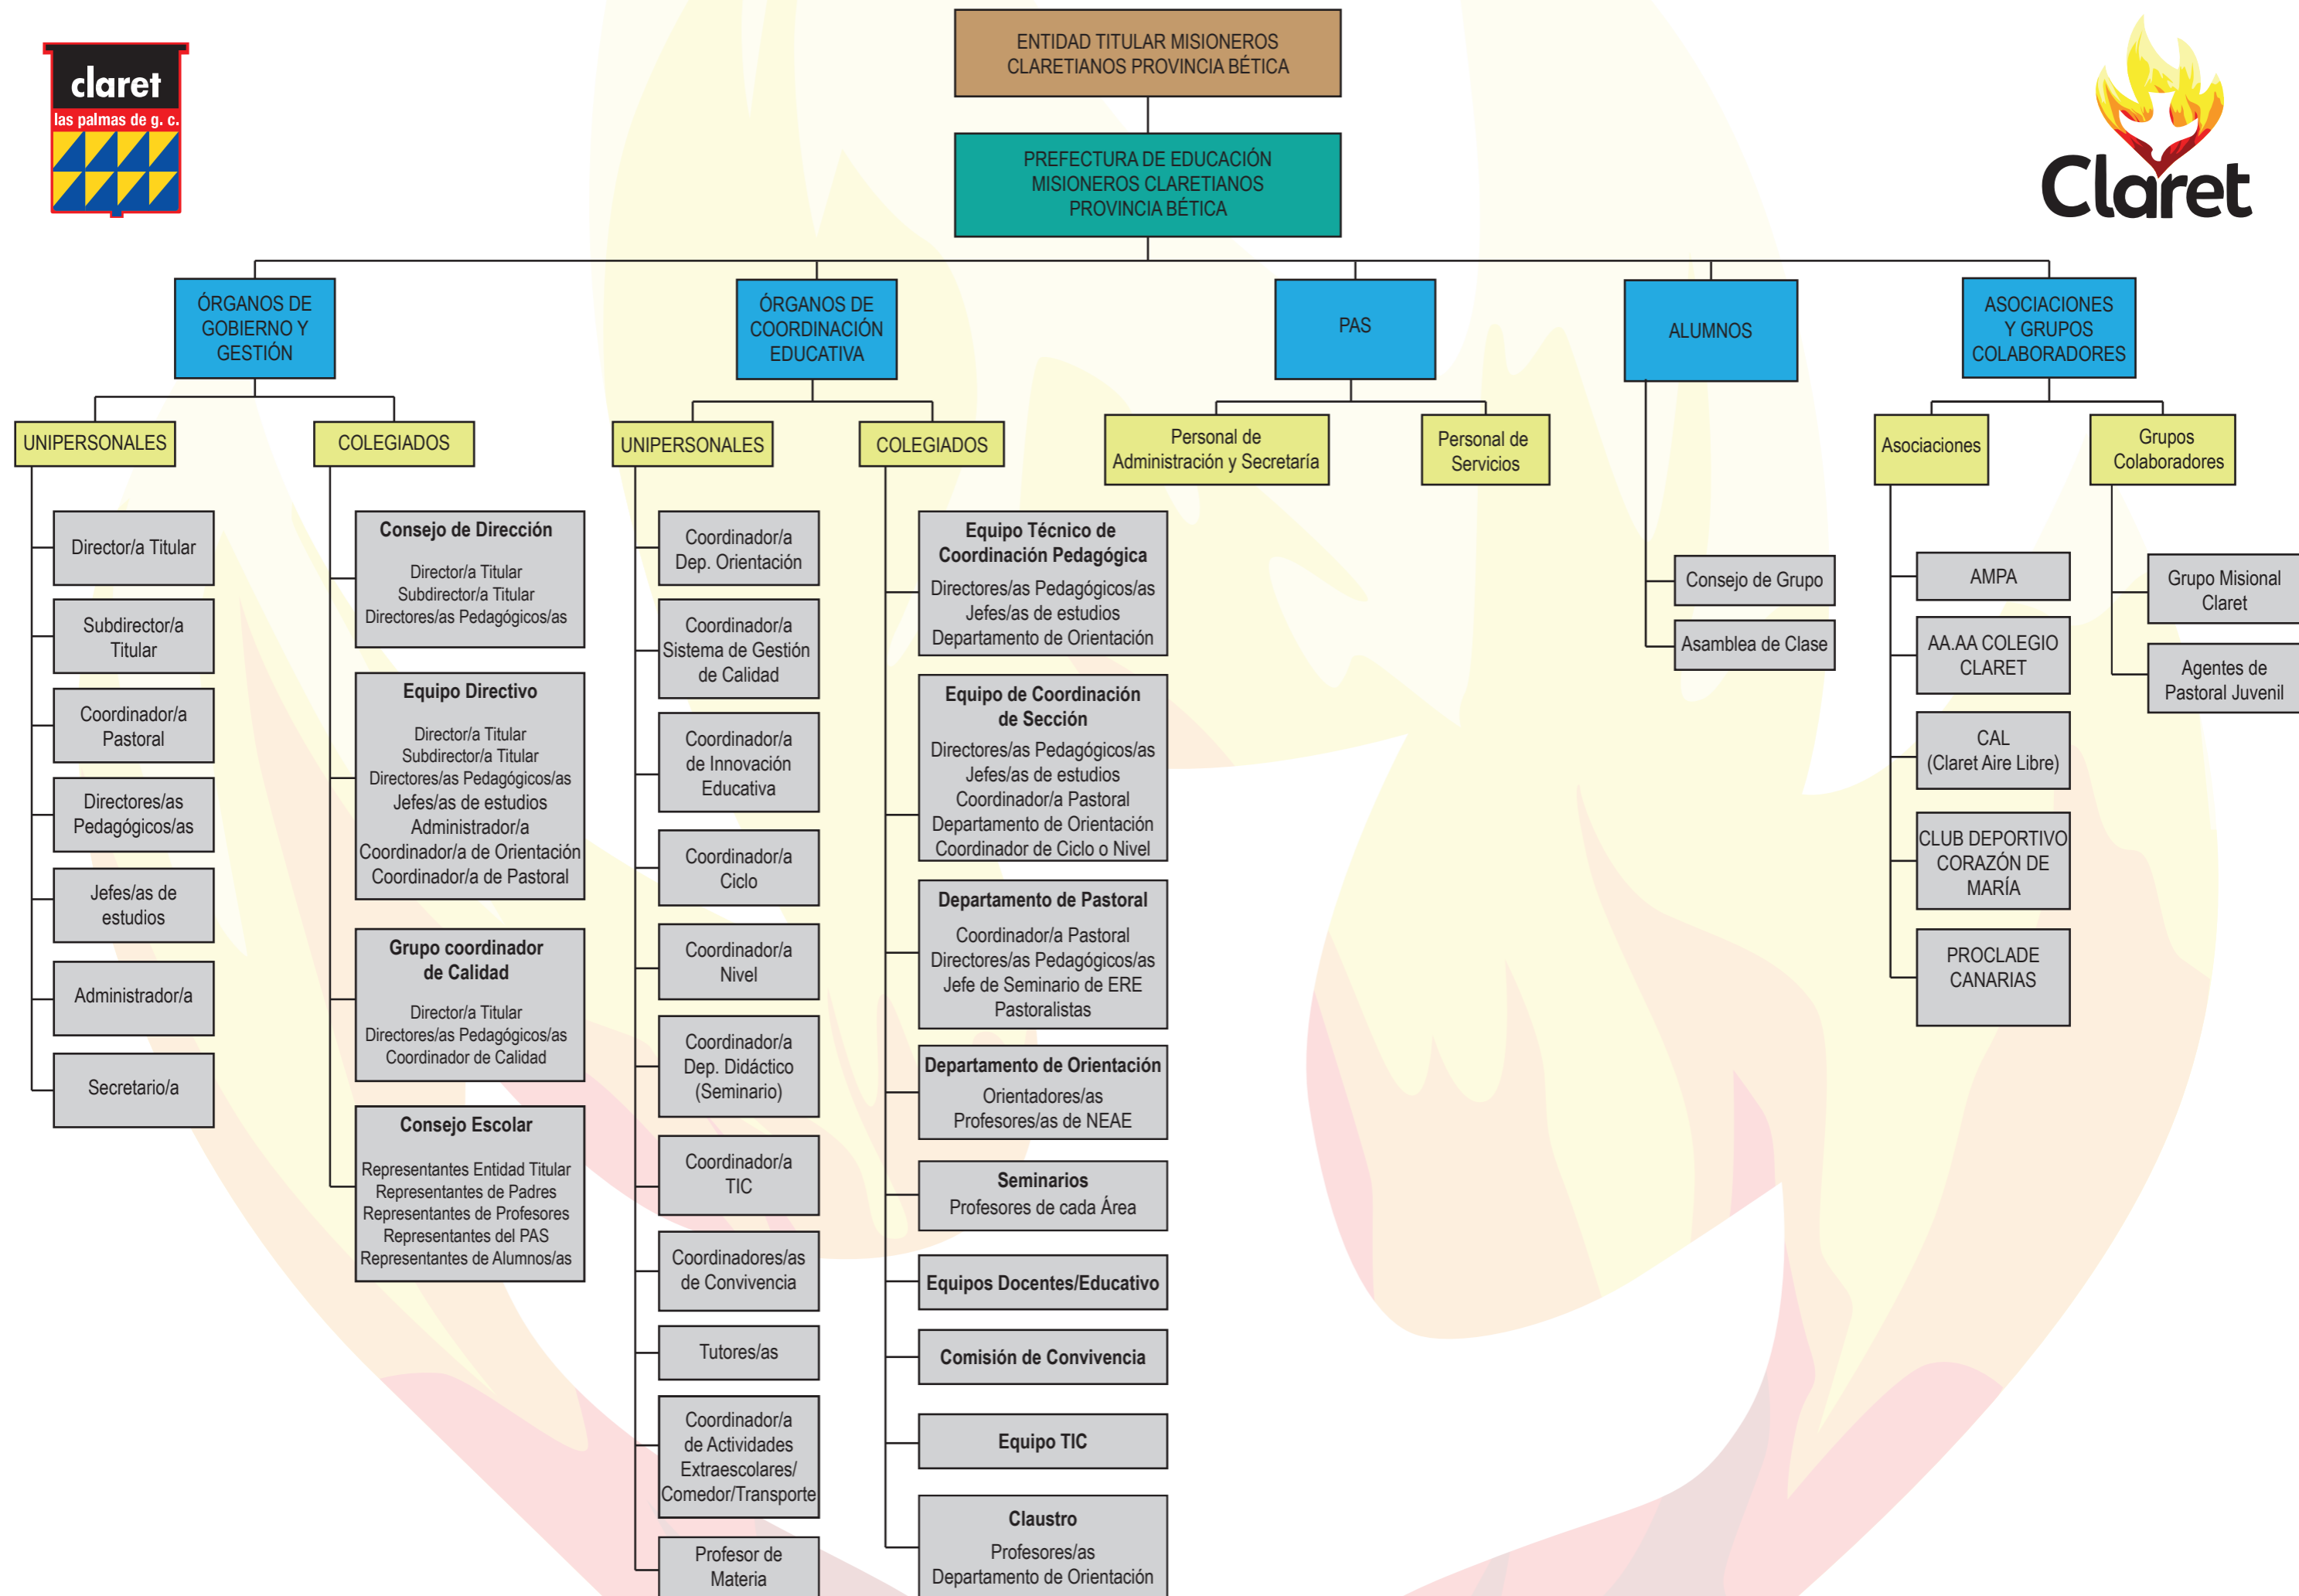 claret
las palmas de g. c.
ENTIDAD TITULAR MISIONEROS
CLARETIANOS PROVINCIA BÉTICA
Claret
PREFECTURA DE EDUCACIÓN
MISIONEROS CLARETIANOS
PROVINCIA BÉTICA
ÓRGANOS DE
GOBIERNO Y
GESTIÓN
UNIPERSONALES
Director/a Titular
Subdirector/a
Titular
Coordinador/a
Pastoral
Directores/as
Pedagógicos/as
Jefes/as de
estudios
Administrador/a
Secretario/a
COLEGIADOS
Consejo de Dirección
Director/a Titular
Subdirector/a Titular
Directores/as Pedagógicos/as
Equipo Directivo
Director/a Titular
Subdirector/a Titular
Directores/as Pedagógicos/as
Jefes/as de estudios
Administrador/a
Coordinador/a de Orientación
Coordinador/a de Pastoral
Grupo coordinador
de Calidad
Director/a Titular
Directores/as Pedagógicos/as
Coordinador de Calidad
Consejo Escolar
Representantes Entidad Titular
Representantes de Padres
Representantes de Profesores
Representantes del PAS
Representantes de Alumnos/as
ÓRGANOS DE
COORDINACIÓN
EDUCATIVA
UNIPERSONALES
Coordinador/a
Dep. Orientación
Coordinador/a
Sistema de Gestión
de Calidad
Coordinador/a
de Innovación
Educativa
Coordinador/a
Ciclo
Coordinador/a
Nivel
Coordinador/a
Dep. Didáctico
(Seminario)
Coordinador/a
TIC
Coordinadores/as
de Convivencia
Tutores/as
Coordinador/a
de Actividades
Extraescolares/
Comedor/Transporte
Profesor de
Materia
COLEGIADOS
Equipo Técnico de
Coordinación Pedagógica
Directores/as Pedagógicos/as
Jefes/as de estudios
Departamento de Orientación
Equipo de Coordinación
de Sección
Directores/as Pedagógicos/as
Jefes/as de estudios
Coordinador/a Pastoral
Departamento de Orientación
Coordinador de Ciclo o Nivel
Departamento de Pastoral
Coordinador/a Pastoral
Directores/as Pedagógicos/as
Jefe de Seminario de ERE
Pastoralistas
Departamento de Orientación
Orientadores/as
Profesores/as de NEAE
Seminarios
Profesores de cada Área
Equipos Docentes/Educativo
Comisión de Convivencia
Equipo TIC
Claustro
Profesores/as
Departamento de Orientación
PAS
Personal de
Administración y Secretaría
Personal de
Servicios
ALUMNOS
Consejo de Grupo
Asamblea de Clase
ASOCIACIONES
Y GRUPOS
COLABORADORES
Asociaciones
AMPA
AA.AA COLEGIO
CLARET
CAL
(Claret Aire Libre)
CLUB DEPORTIVO
CORAZÓN DE
MARÍA
PROCLADE
CANARIAS
Grupos
Colaboradores
Grupo Misional
Claret
Agentes de
Pastoral Juvenil